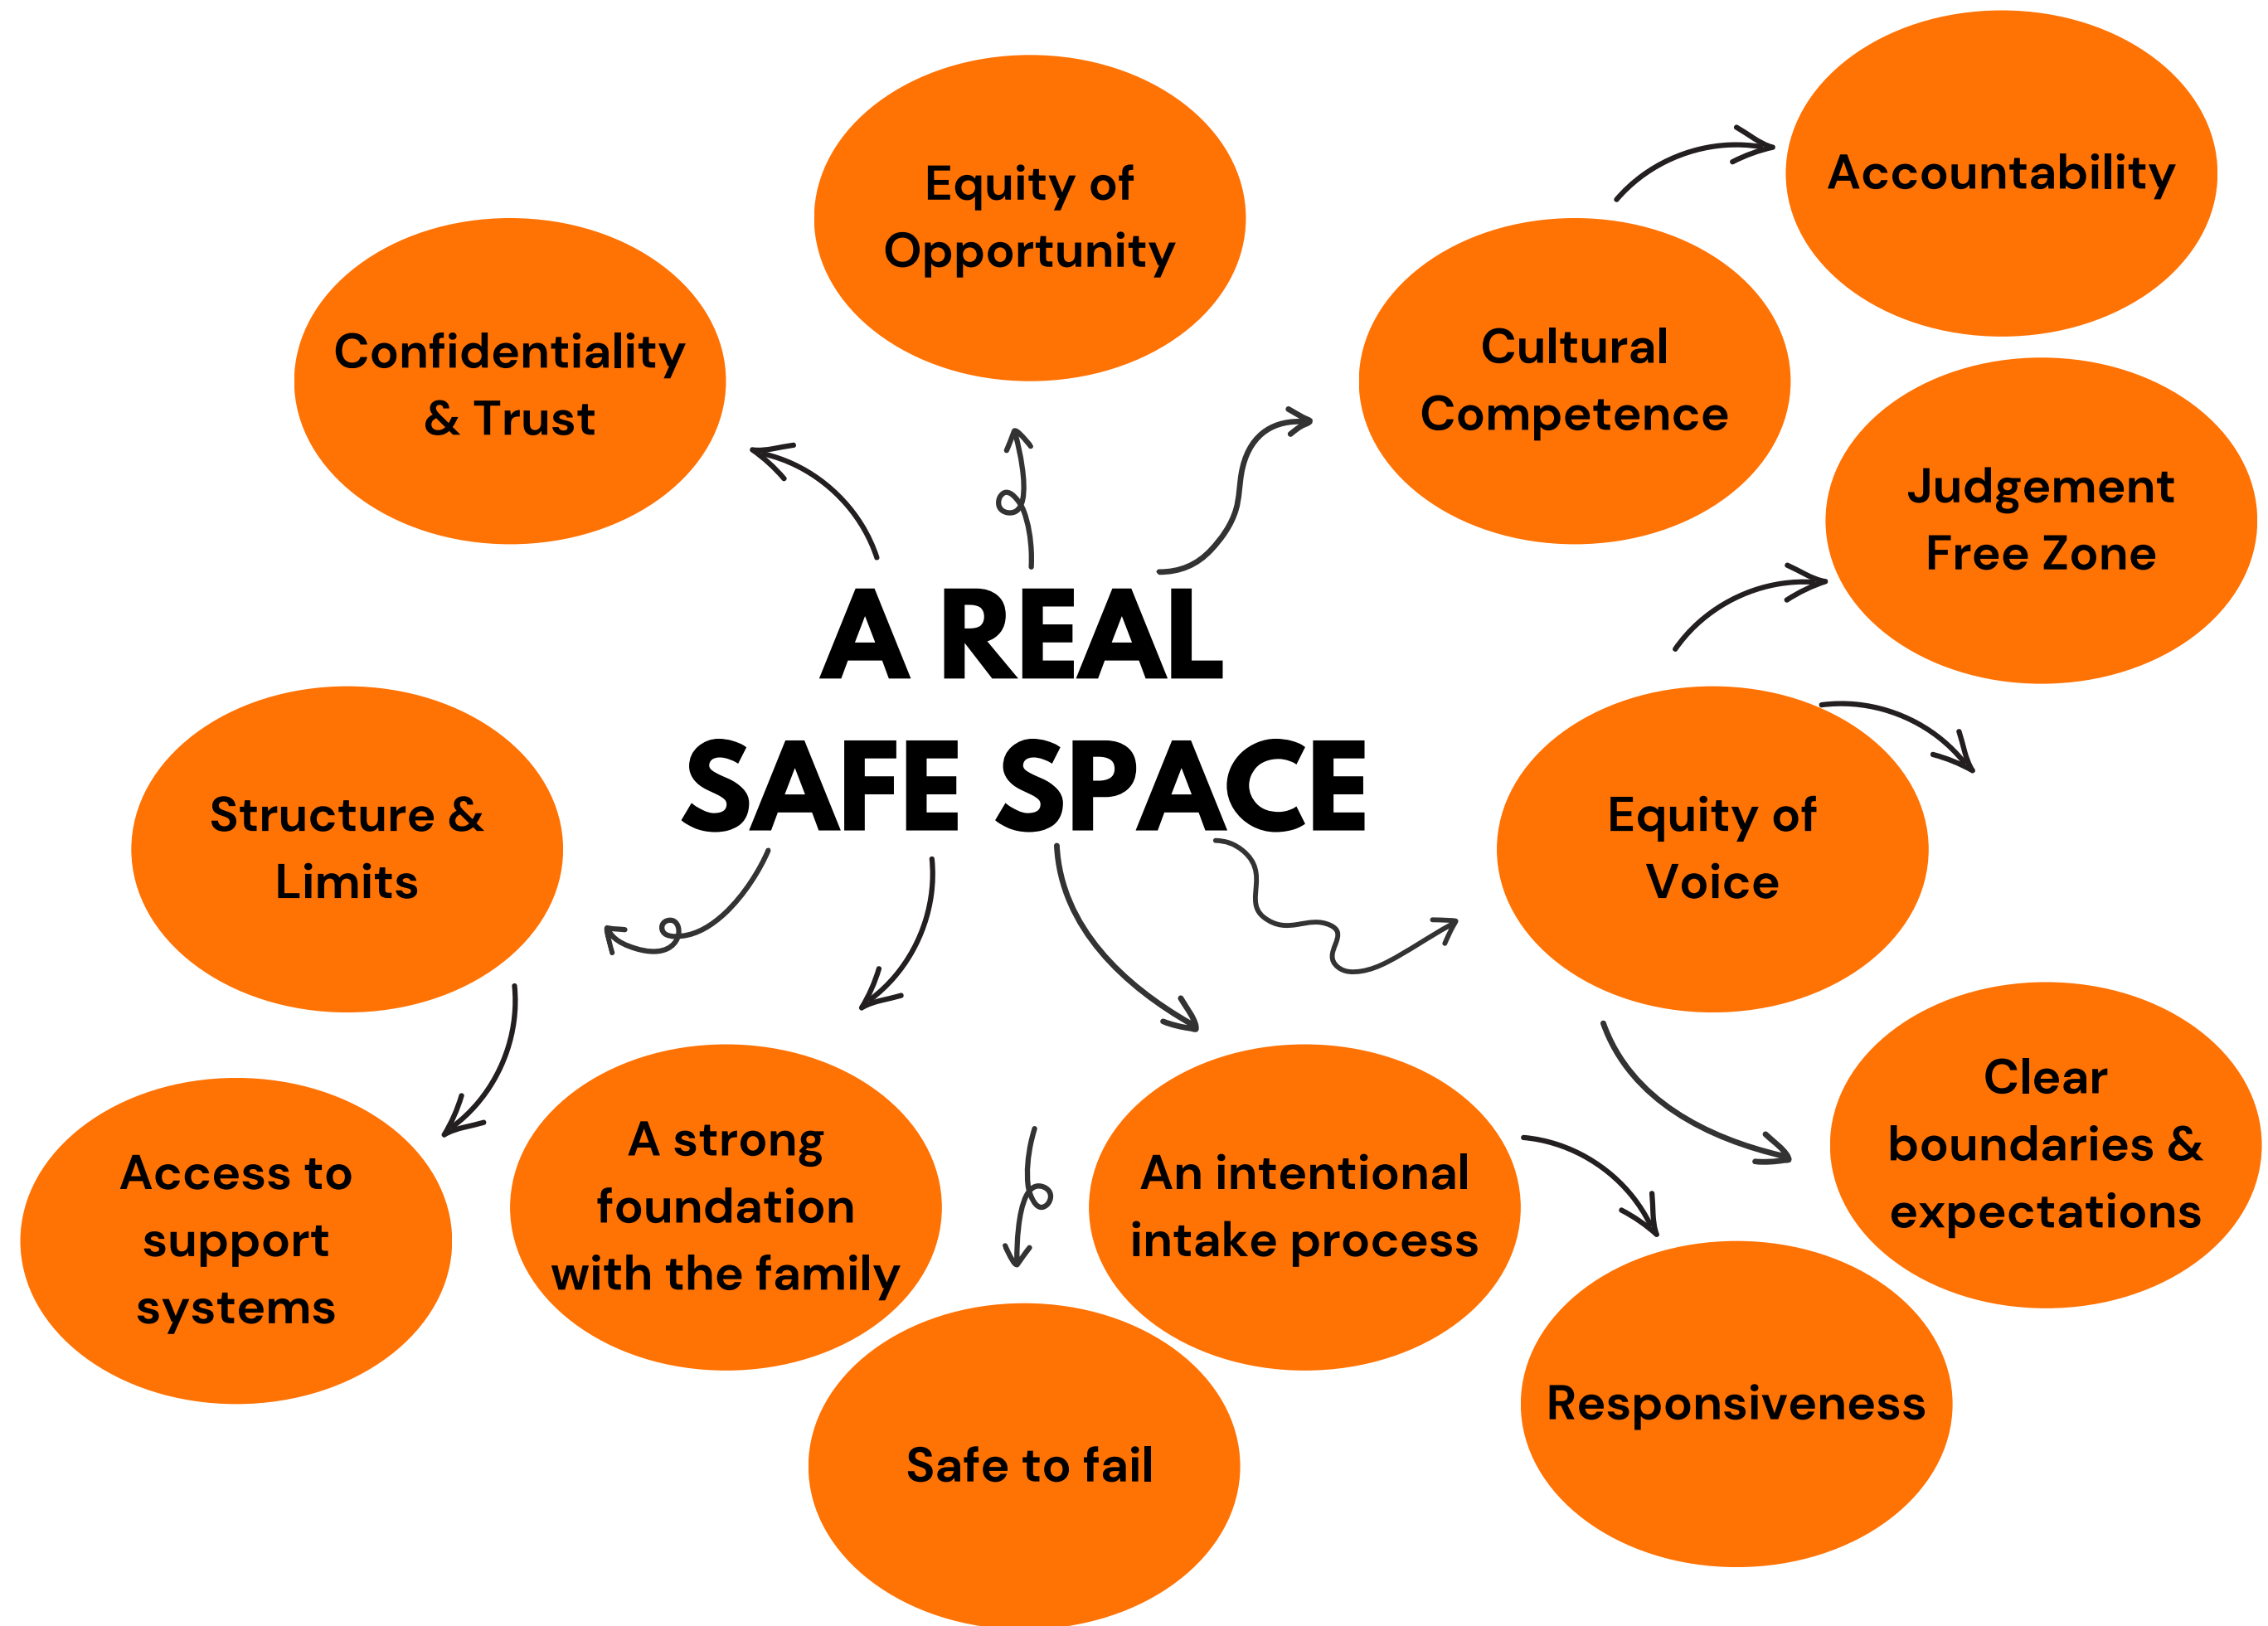 Accountability
Equity of
Opportunity
Confidentiality
& Trust
Cultural
Competence
Judgement
Free Zone
A REAL
SAFE SPACE
Structure &
Limits
Equity of
Voice
Clear
boundaries &
expectations
Access to
support
systems
A strong
foundation
with the family
An intentional
intake process
Responsiveness
Safe to fail